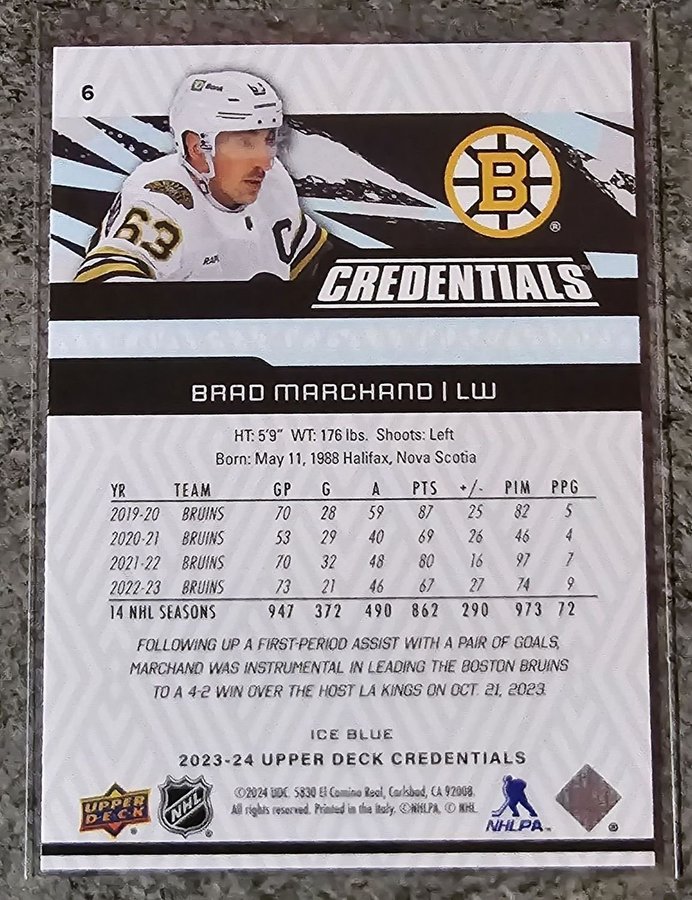 6
63
C
B
®
CREDENTIALS
BRAD MARCHAND | LW
HT: 5'9" WT: 176 lbs. Shoots: Left
Born: May 11, 1988 Halifax, Nova Scotia
YR TEAM GP G A PTS +/- PIM PPG
2019-20 BRUINS 70 28 59 87 25 82 5
2020-21 BRUINS 53 29 40 69 26 46 4
2021-22 BRUINS 70 32 48 80 16 97 7
2022-23 BRUINS 73 21 46 67 27 74 9
14 NHL SEASONS 947 372 490 862 290 973 72
FOLLOWING UP A FIRST-PERIOD ASSIST WITH A PAIR OF GOALS,
MARCHAND WAS INSTRUMENTAL IN LEADING THE BOSTON BRUINS
TO A 4-2 WIN OVER THE HOST LA KINGS ON OCT. 21, 2023.
ICE BLUE
2023-24 UPPER DECK CREDENTIALS
UPPER DECK
NHL
©2024 UDC. 5830 El Camino Real, Carlsbad, CA 92008.
All rights reserved. Printed in the Italy. ©NHLPA. © NHL
NHLPA